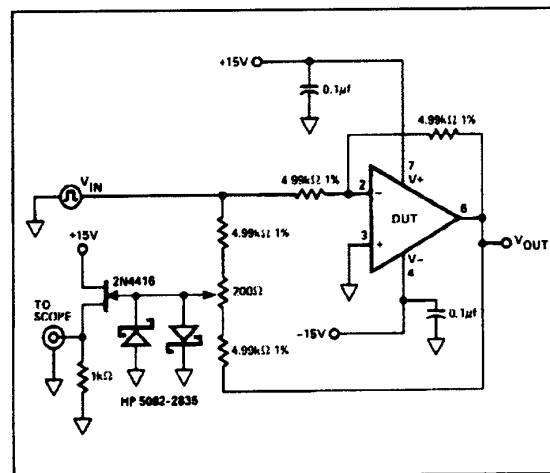 +15V
0.1μf
4.99kΩ 1%
7
V+
V_IN
4.99kΩ 1%
2
−
DUT
6
V_OUT
3
+
V−
4
4.99kΩ 1%
+15V
2N4416
200Ω
TO
SCOPE
−15V
0.1μf
4.99kΩ 1%
1kΩ
HP 5082-2835